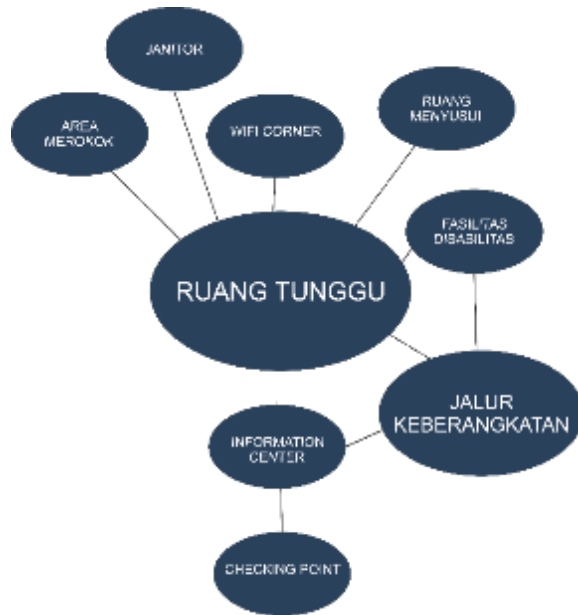 JANITOR
AREA
MEROKOK
WIFI CORNER
RUANG
MENYUSUI
FASILITAS
DISABILITAS
RUANG TUNGGU
JALUR
KEBERANGKATAN
INFORMATION
CENTER
CHECKING POINT